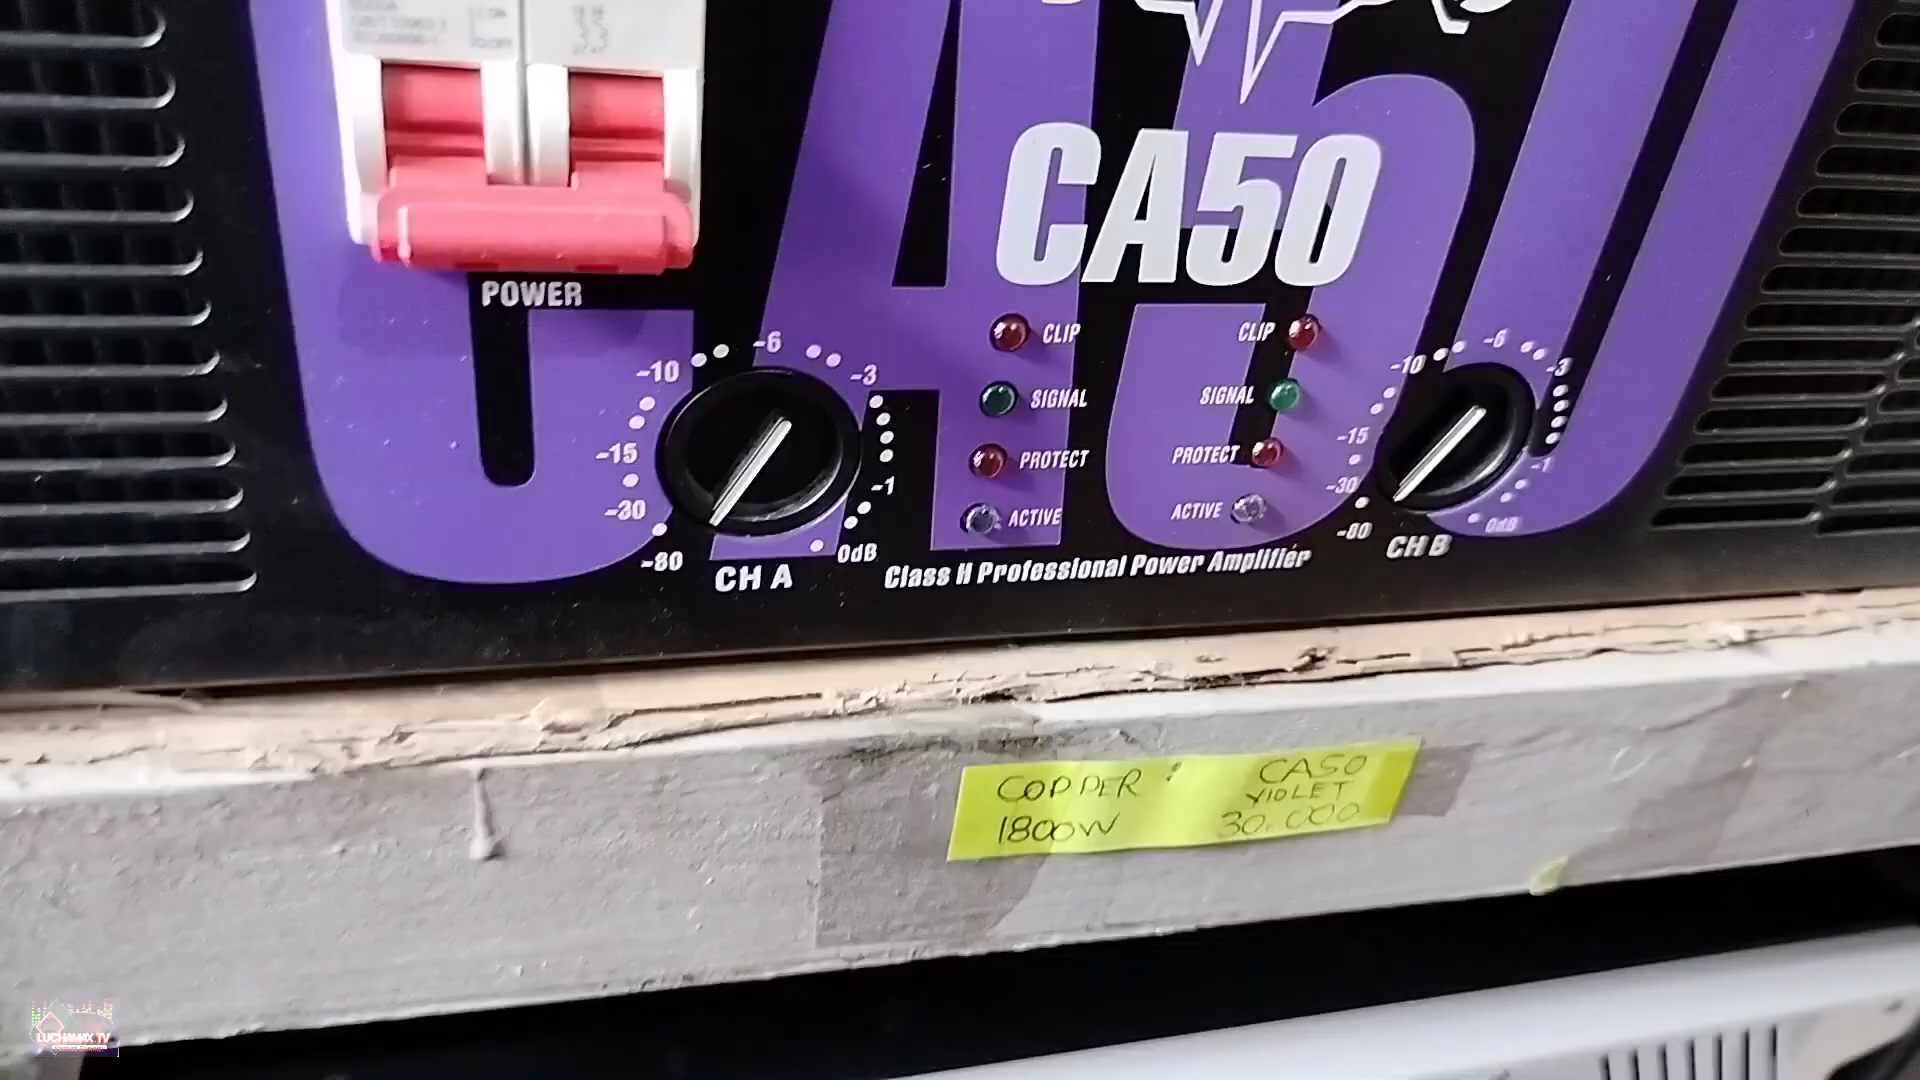 CA50
CA50
POWER
CLIP
CLIP
SIGNAL
SIGNAL
PROTECT
PROTECT
ACTIVE
ACTIVE
-6
-10
-3
-15
-1
-30
-80
0dB
CH A
-6
-10
-3
-15
-1
-30
-80
0dB
CH B
Class H Professional Power Amplifier
COPPER : CA50
VIOLET
1800W 30.000
LUCHAMAX TV